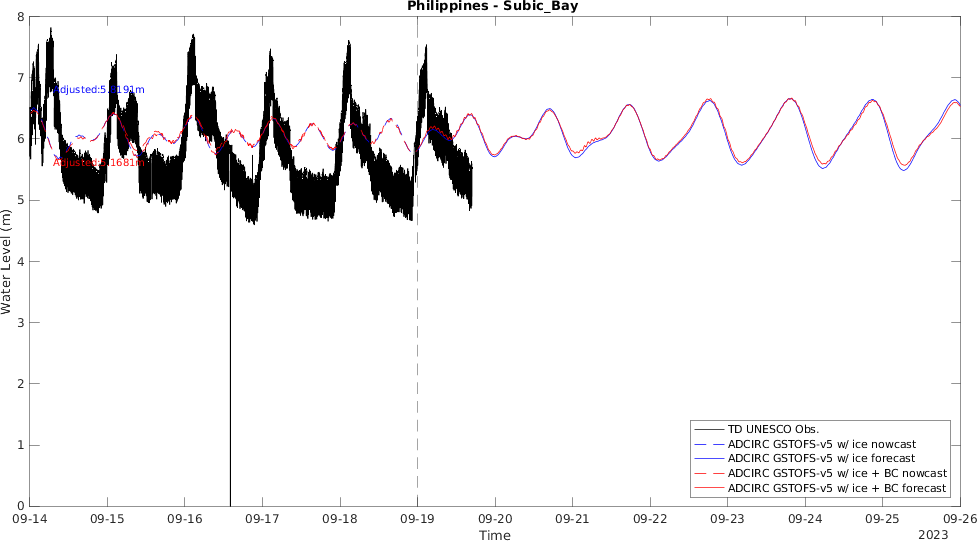 Philippines - Subic_Bay
Water Level (m)
8
7
6
5
4
3
2
1
0
09-14 09-15 09-16 09-17 09-18 09-19 09-20 09-21 09-22 09-23 09-24 09-25 09-26
Time
2023
TD UNESCO Obs.
ADCIRC GSTOFS-v5 w/ ice nowcast
ADCIRC GSTOFS-v5 w/ ice forecast
ADCIRC GSTOFS-v5 w/ ice + BC nowcast
ADCIRC GSTOFS-v5 w/ ice + BC forecast